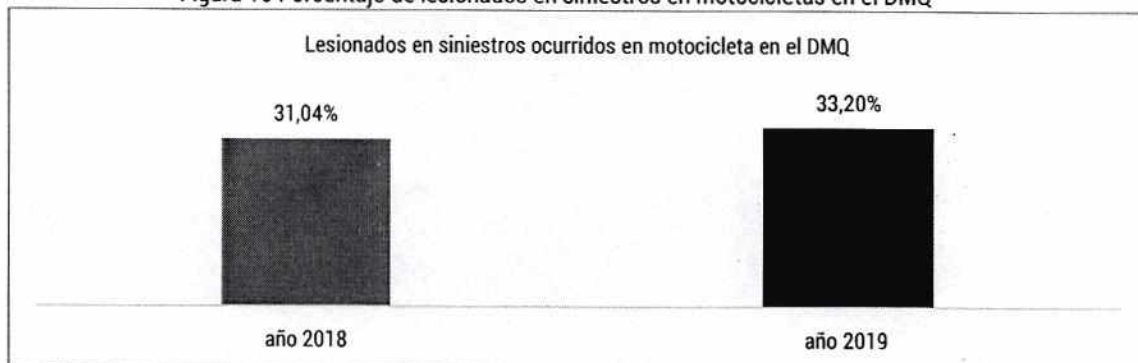 Lesionados en siniestros ocurridos en motocicleta en el DMQ
31,04%
33,20%
año 2018
año 2019